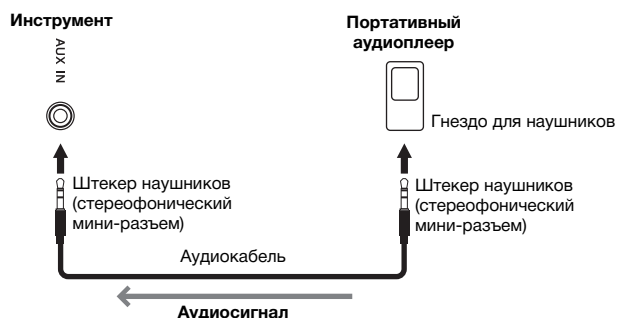 Инструмент
Портативный
аудиоплеер
AUX IN
Гнездо для наушников
Штекер наушников
(стереофонический
мини-разъем)
Штекер наушников
(стереофонический
мини-разъем)
Аудиокабель
Аудиосигнал